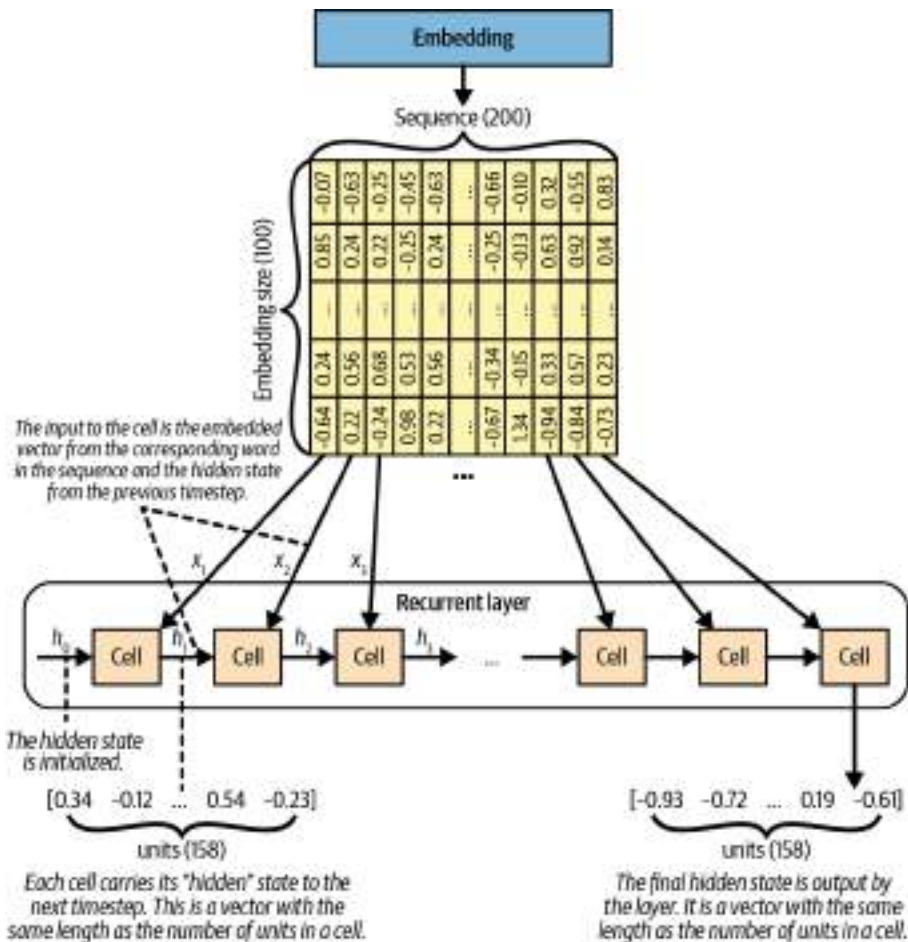 Embedding
Sequence (200)
Embedding size (100)
-0.07 -0.63 -0.25 -0.45 -0.63 ... -0.66 -0.10 0.32 -0.55 0.83
0.85 0.24 0.22 -0.25 0.24 ... -0.25 -0.13 0.63 0.92 0.14
... ... ... ... ... ... ... ... ... ... ...
0.24 0.56 0.68 0.53 0.56 ... -0.34 -0.15 0.33 0.57 0.23
-0.64 0.22 -0.24 0.98 0.22 ... -0.67 1.34 -0.94 -0.84 -0.73
...
The input to the cell is the embedded
vector from the corresponding word
in the sequence and the hidden state
from the previous timestep.
x₁ x₂ x₃
Recurrent layer
h₀ Cell h₁ Cell h₂ Cell h₃ ... Cell Cell Cell
The hidden state
is initialized.
[0.34 -0.12 ... 0.54 -0.23]
units (158)
Each cell carries its "hidden" state to the
next timestep. This is a vector with the
same length as the number of units in a cell.
[-0.93 -0.72 ... 0.19 -0.61]
units (158)
The final hidden state is output by
the layer. It is a vector with the same
length as the number of units in a cell.